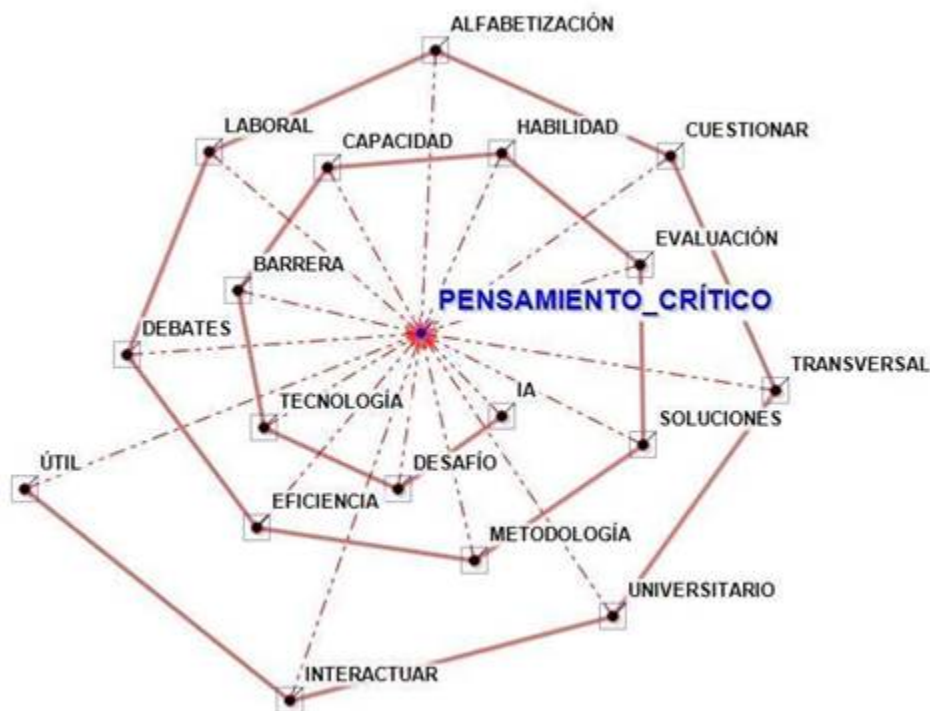 ALFABETIZACIÓN
LABORAL
CAPACIDAD
HABILIDAD
CUESTIONAR
BARRERA
EVALUACIÓN
PENSAMIENTO_CRÍTICO
DEBATES
TRANSVERSAL
TECNOLOGÍA
IA
SOLUCIONES
ÚTIL
DESAFÍO
EFICIENCIA
METODOLOGÍA
UNIVERSITARIO
INTERACTUAR